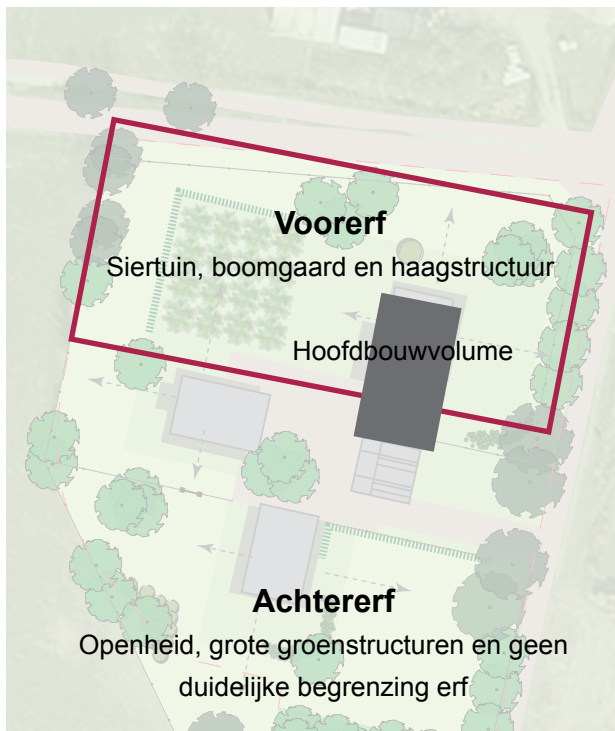 Voorerf
Siertuin, boomgaard en haagstructuur
Hoofdbouwvolume
Achtererf
Openheid, grote groenstructuren en geen
duidelijke begrenzing erf